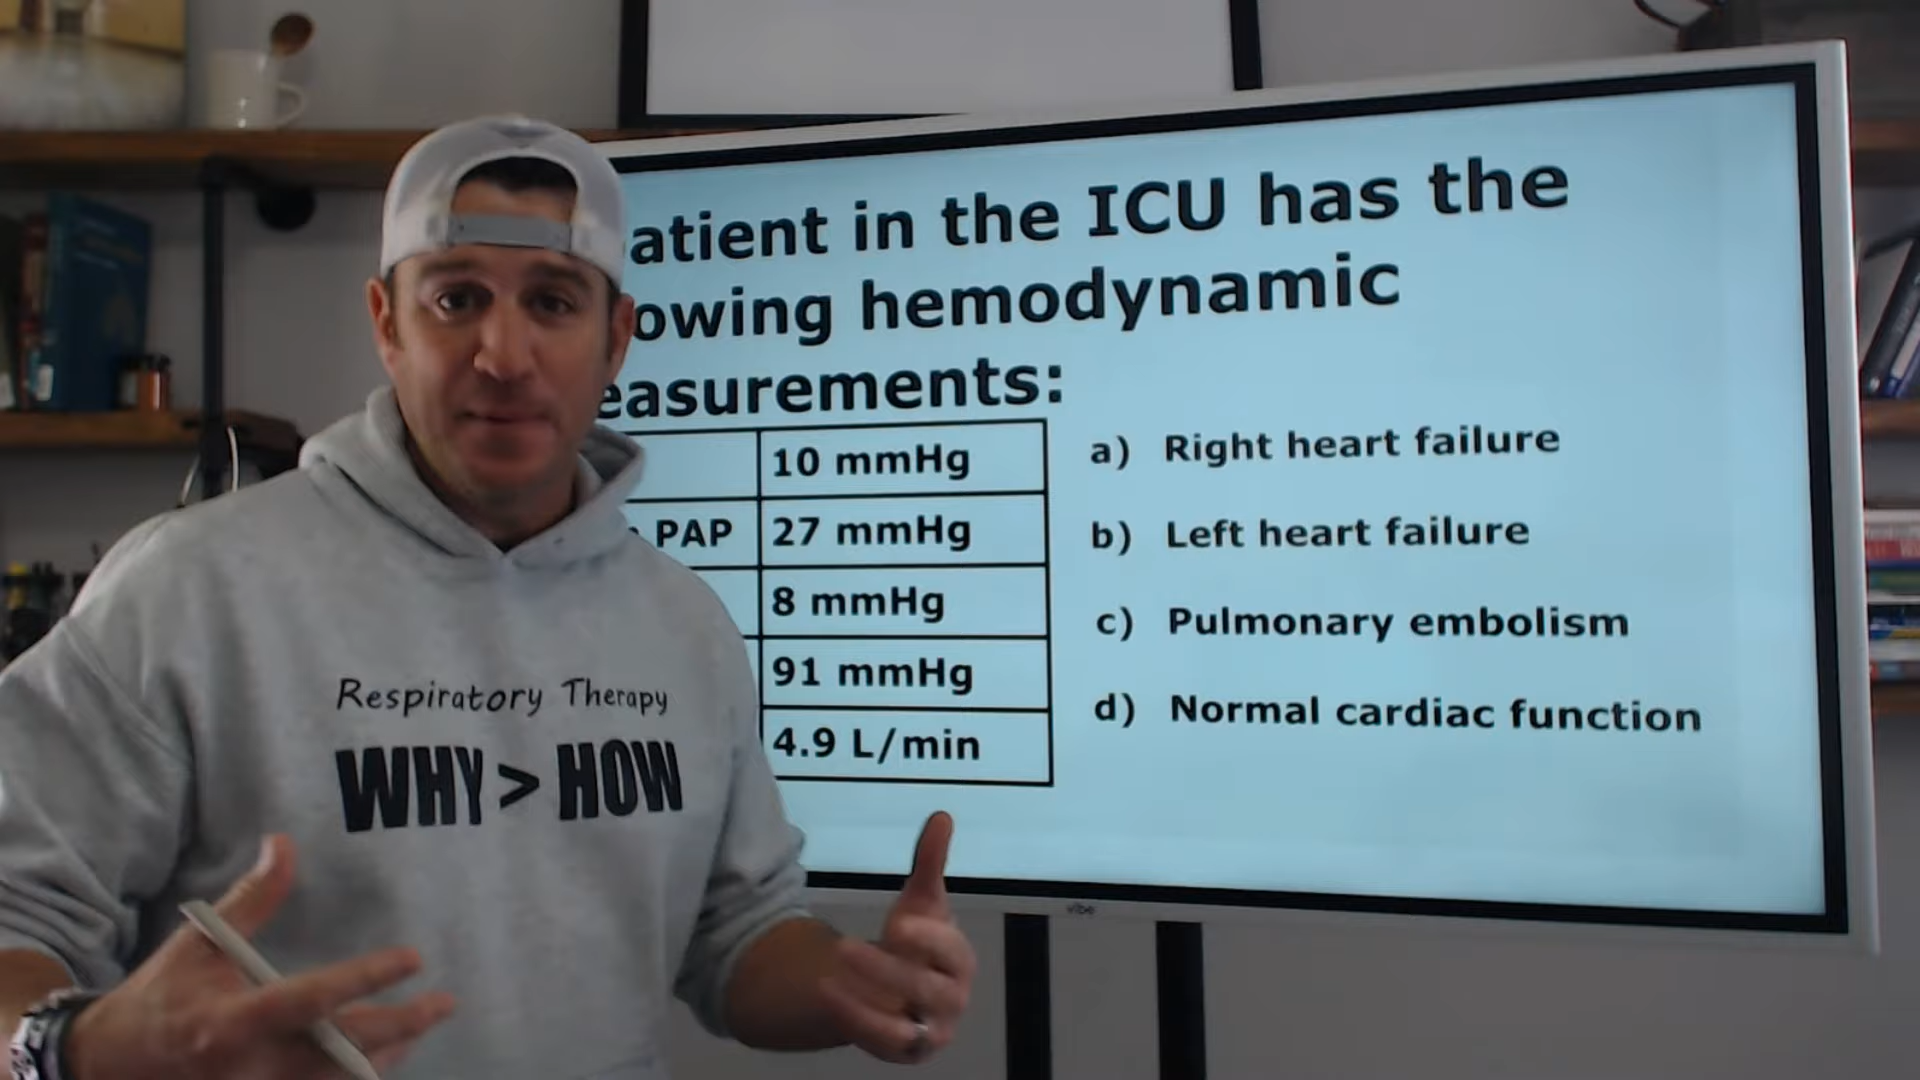 atient in the ICU has the
owing hemodynamic
easurements:
10 mmHg
PAP 27 mmHg
8 mmHg
91 mmHg
4.9 L/min
a) Right heart failure
b) Left heart failure
c) Pulmonary embolism
d) Normal cardiac function
Respiratory Therapy
WHY > HOW
vibe